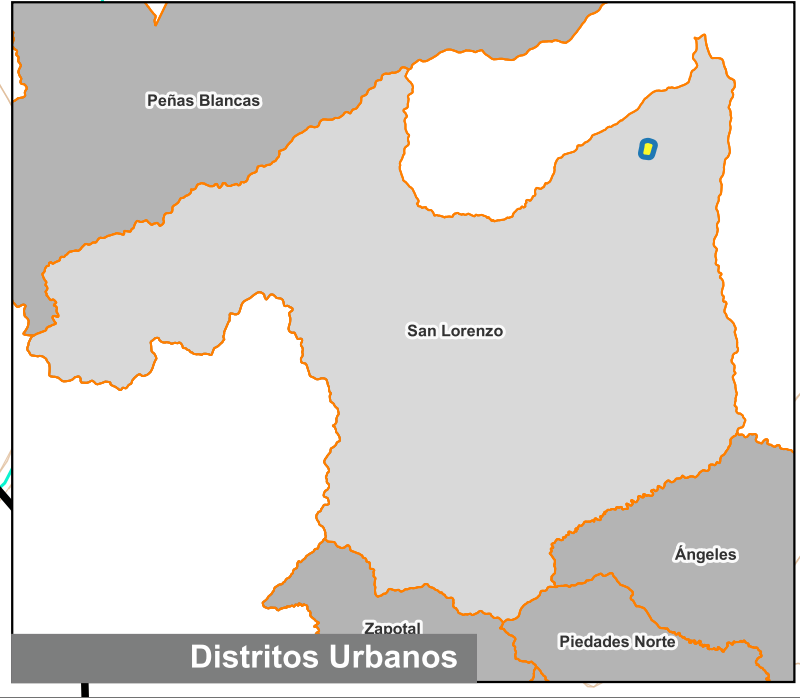 Peñas Blancas
San Lorenzo
Ángeles
Zapotal
Piedades Norte
Distritos Urbanos